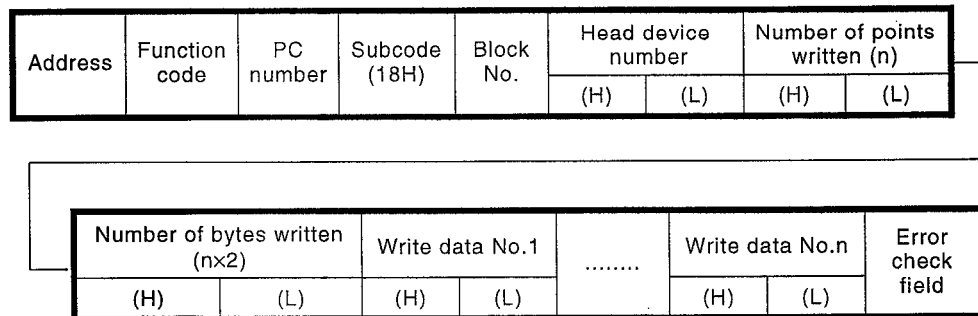 Address Function code PC number Subcode (18H) Block No. Head device number Number of points written (n)
(H) (L) (H) (L)
Number of bytes written (n×2) Write data No.1 ........ Write data No.n Error check field
(H) (L) (H) (L) (H) (L)